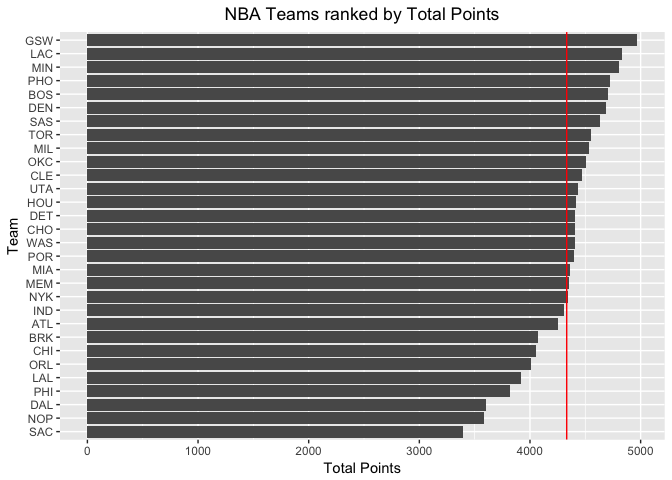 NBA Teams ranked by Total Points
GSW
LAC
MIN
PHO
BOS
DEN
SAS
TOR
MIL
OKC
CLE
UTA
HOU
DET
CHO
WAS
POR
MIA
MEM
NYK
IND
ATL
BRK
CHI
ORL
LAL
PHI
DAL
NOP
SAC
Team
0 1000 2000 3000 4000 5000
Total Points